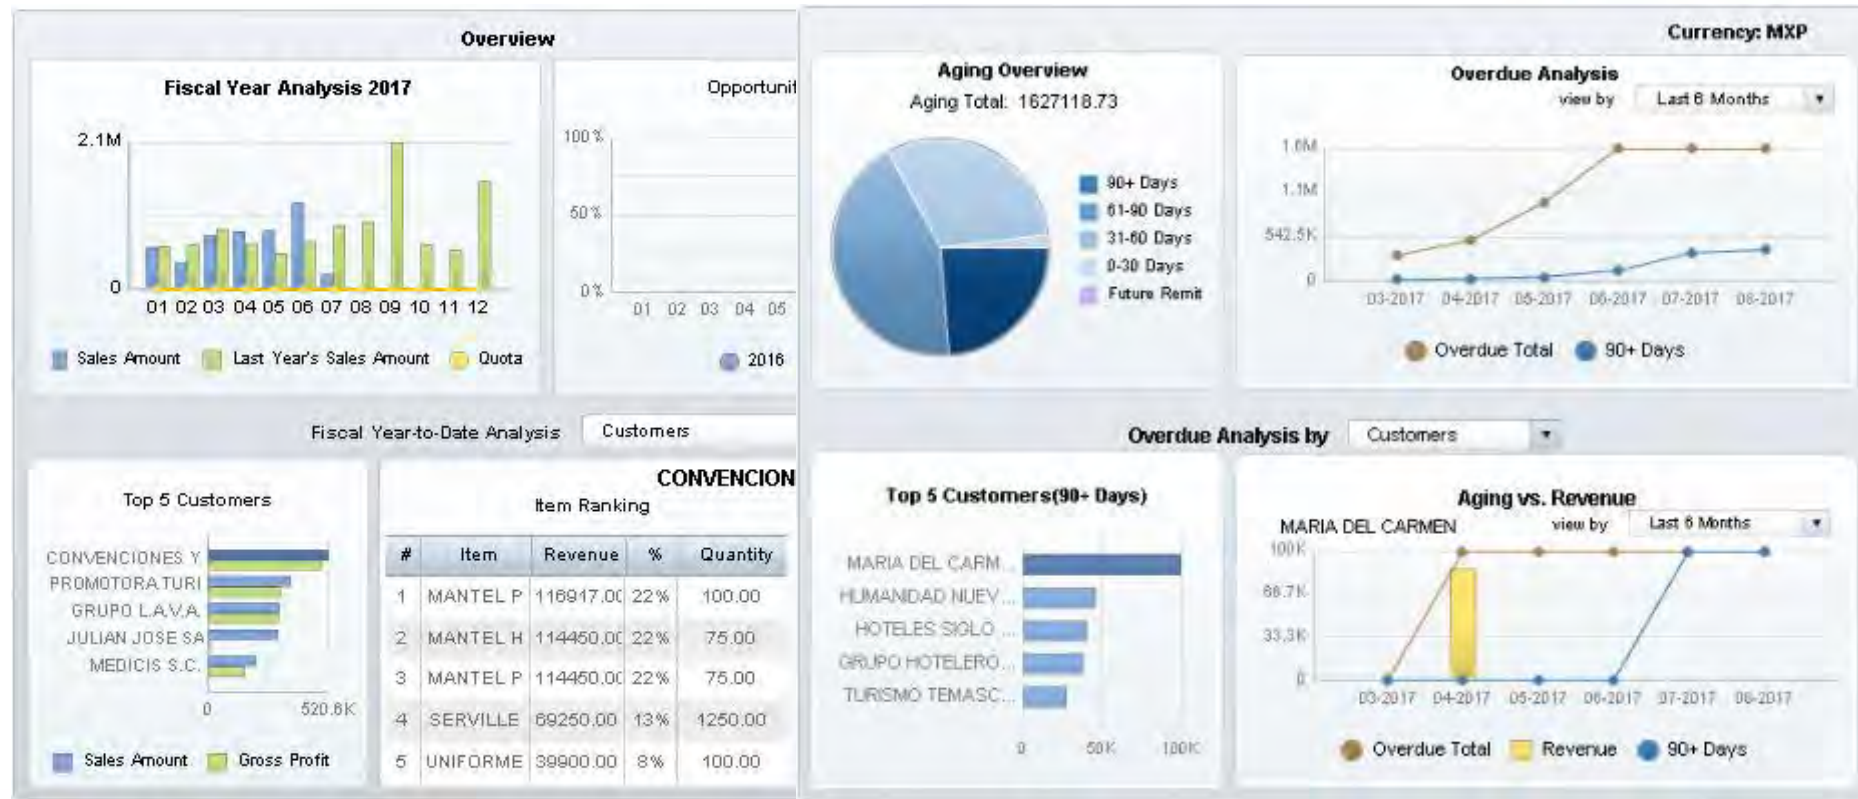 Overview
Fiscal Year Analysis 2017
2.1M
0
01 02 03 04 05 06 07 08 09 10 11 12
Sales Amount Last Year's Sales Amount Quota
Opportunit
100%
50%
0%
01 02 03 04 05
2016
Fiscal Year-to-Date Analysis Customers
Top 5 Customers
CONVENCIONES Y
PROMOTORA TURI
GRUPO L.A.V.A.
JULIAN JOSE SA
MEDICIS S.C.
0 520.6K
Sales Amount Gross Profit
CONVENCION
Item Ranking
# Item Revenue % Quantity
1 MANTEL P 116917.00 22% 100.00
2 MANTEL H 114450.00 22% 75.00
3 MANTEL P 114450.00 22% 75.00
4 SERVILLE 69250.00 13% 1250.00
5 UNIFORME 39900.00 8% 100.00
Currency: MXP
Aging Overview
Aging Total: 1627118.73
90+ Days
61-90 Days
31-60 Days
0-30 Days
Future Remit
Overdue Analysis
view by Last 6 Months
1.6M
1.1M
542.5K
0
03-2017 04-2017 05-2017 06-2017 07-2017 08-2017
Overdue Total 90+ Days
Overdue Analysis by Customers
Top 5 Customers(90+ Days)
MARIA DEL CARM...
HUMANIDAD NUEV...
HOTELES SIGLO ...
GRUPO HOTELERO...
TURISMO TEMASC...
0 50K 100K
Aging vs. Revenue
MARIA DEL CARMEN view by Last 6 Months
100K
66.7K
33.3K
0
03-2017 04-2017 05-2017 06-2017 07-2017 08-2017
Overdue Total Revenue 90+ Days